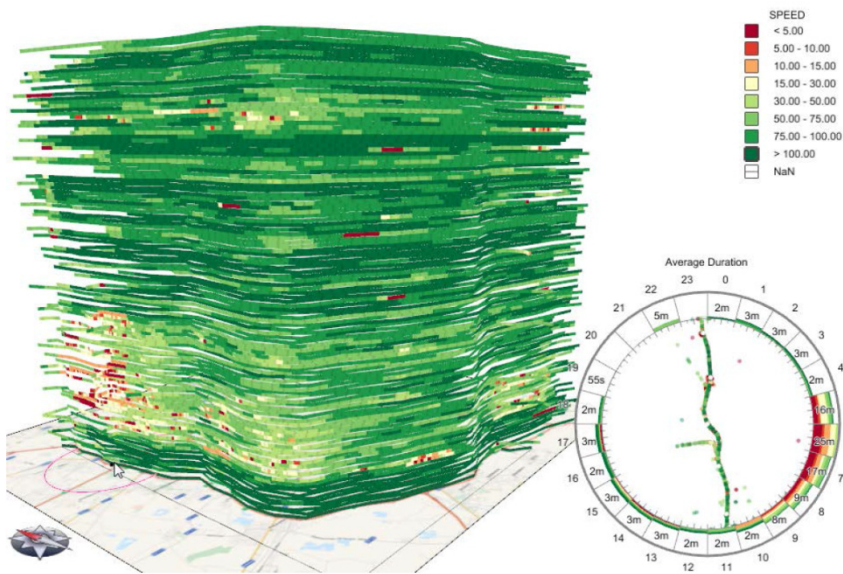 SPEED
< 5.00
5.00 - 10.00
10.00 - 15.00
15.00 - 30.00
30.00 - 50.00
50.00 - 75.00
75.00 - 100.00
> 100.00
NaN
Average Duration
0
1
2
3
4
7
8
9
10
11
12
13
14
15
16
17
18
19
20
21
22
23
2m
3m
3m
3m
2m
16m
25m
17m
9m
8m
2m
2m
3m
2m
3m
3m
2m
3m
2m
55s
5m